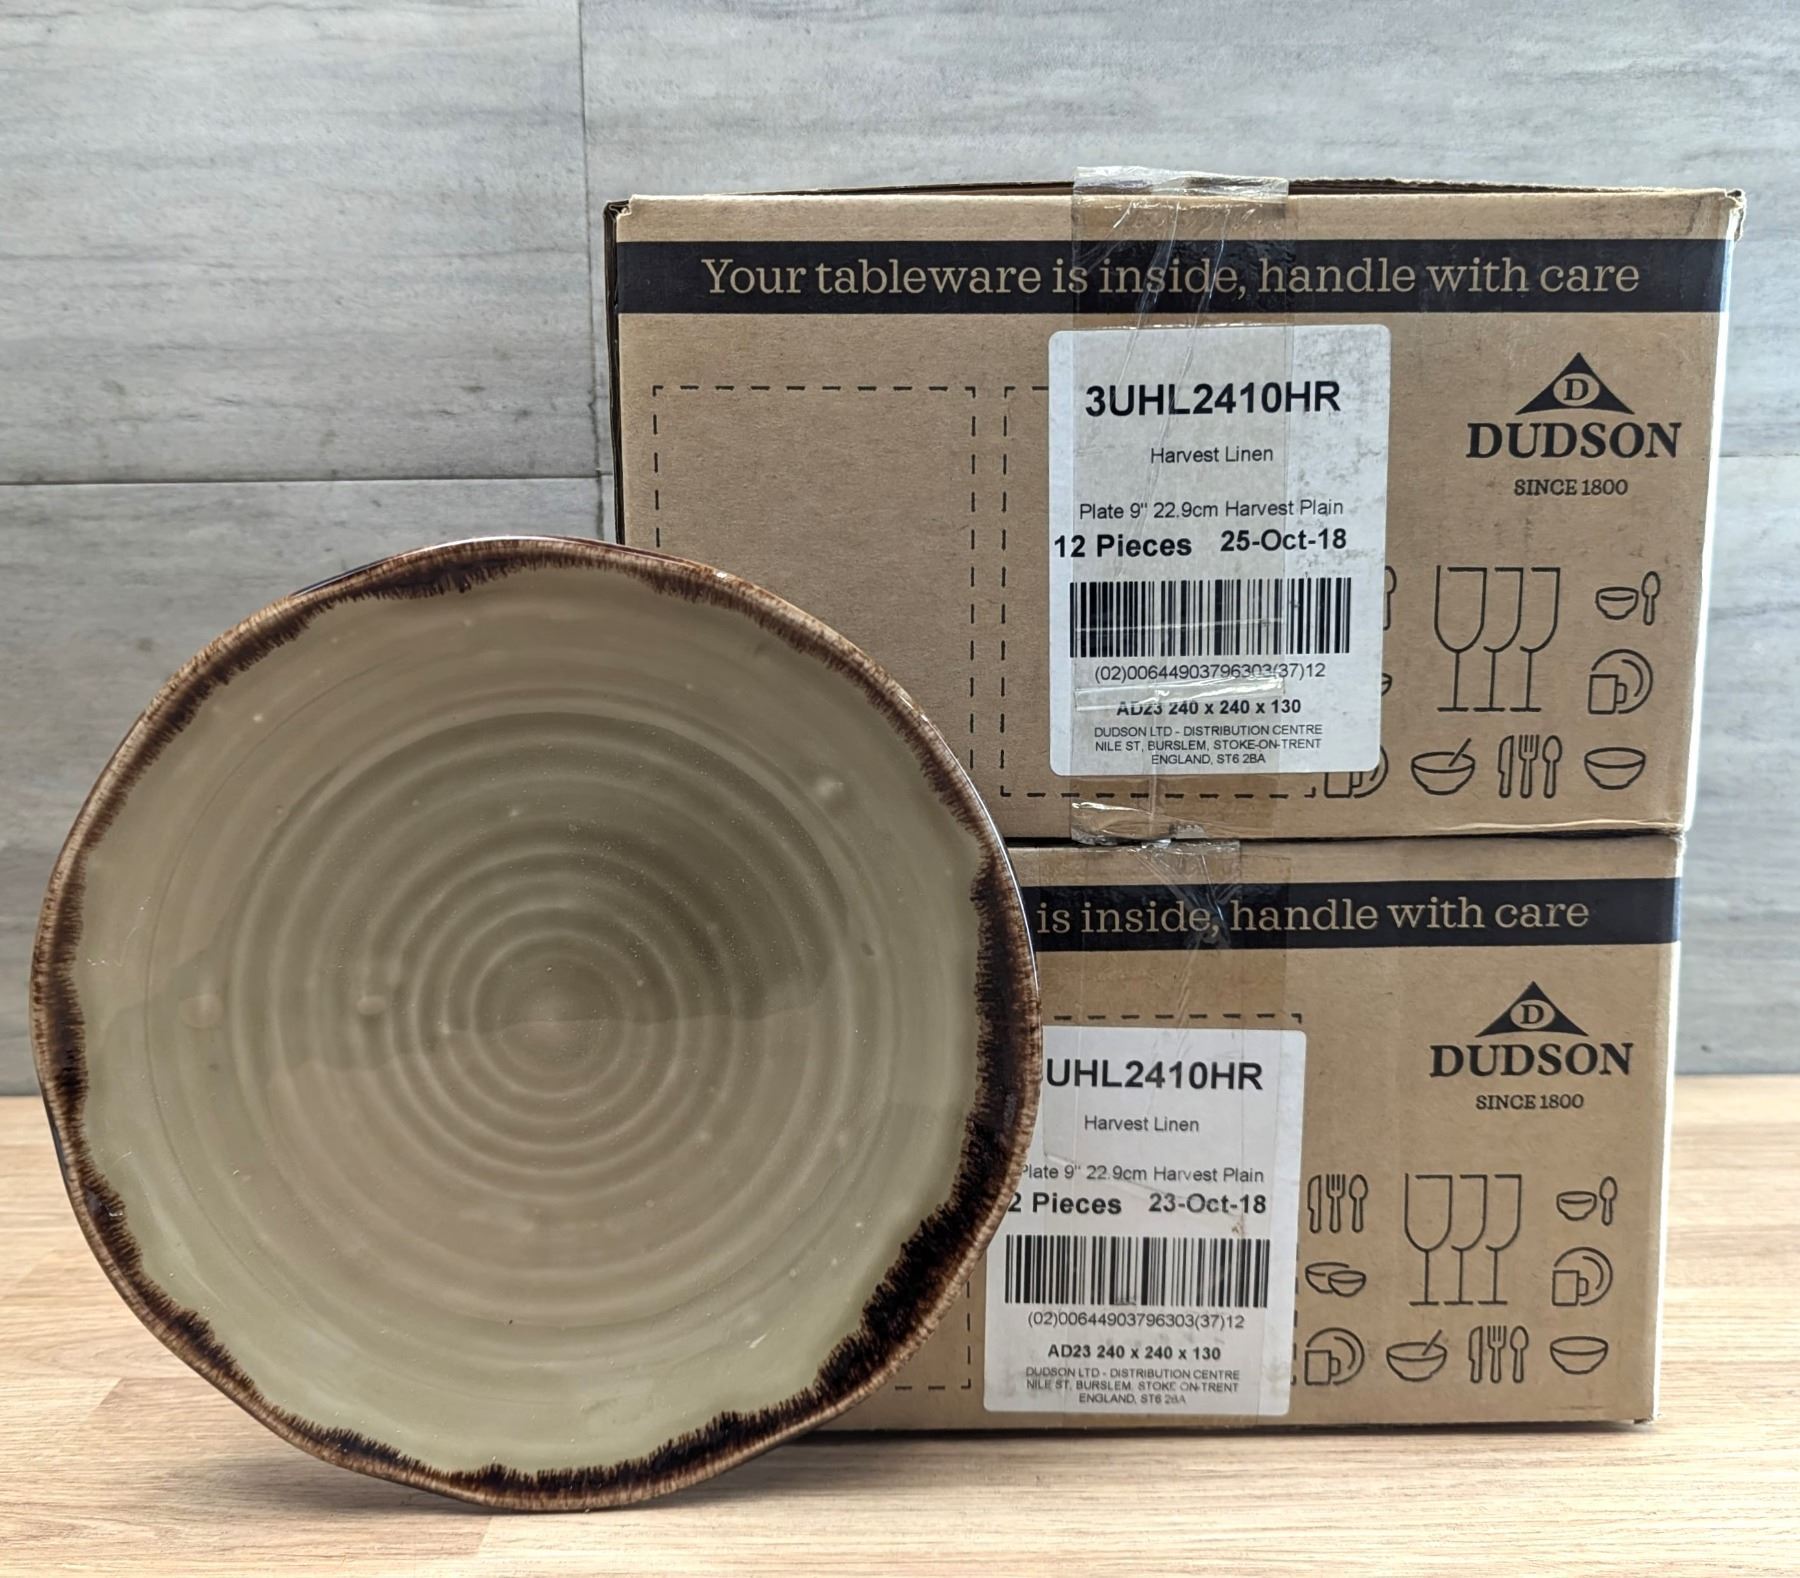 Your tableware is inside, handle with care
3UHL2410HR
Harvest Linen
Plate 9" 22.9cm Harvest Plain
12 Pieces 25-Oct-18
(02)00644903796303(37)12
AD23 240 x 240 x 130
DUDSON LTD - DISTRIBUTION CENTRE
NILE ST, BURSLEM, STOKE-ON-TRENT
ENGLAND, ST6 2BA
D
DUDSON
SINCE 1800
is inside, handle with care
UHL2410HR
Harvest Linen
Plate 9" 22.9cm Harvest Plain
2 Pieces 23-Oct-18
(02)00644903796303(37)12
AD23 240 x 240 x 130
DUDSON LTD - DISTRIBUTION CENTRE
NILE ST, BURSLEM, STOKE ON-TRENT
ENGLAND, ST6 2BA
D
DUDSON
SINCE 1800